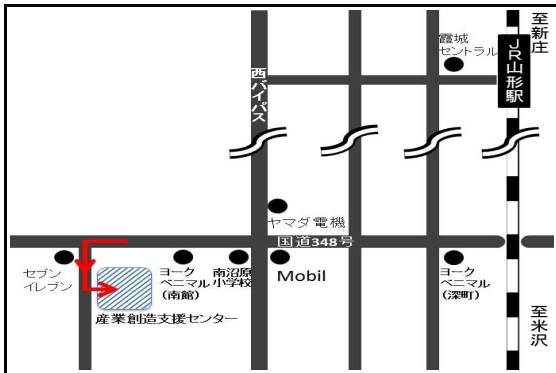 至新庄
霞城
セントラル
JR山形駅
西バイパス
ヤマダ電機
国道348号
セブン
イレブン
ヨーク
ベニマル
(南館)
南沼原
小学校
Mobil
ヨーク
ベニマル
(深町)
産業創造支援センター
至米沢